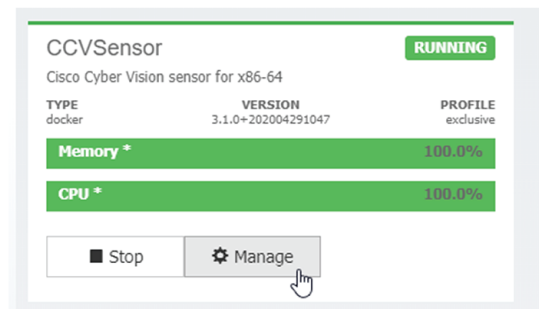 CCVSensor RUNNING
Cisco Cyber Vision sensor for x86-64
TYPE VERSION PROFILE
docker 3.1.0+202004291047 exclusive
Memory * 100.0%
CPU * 100.0%
Stop Manage